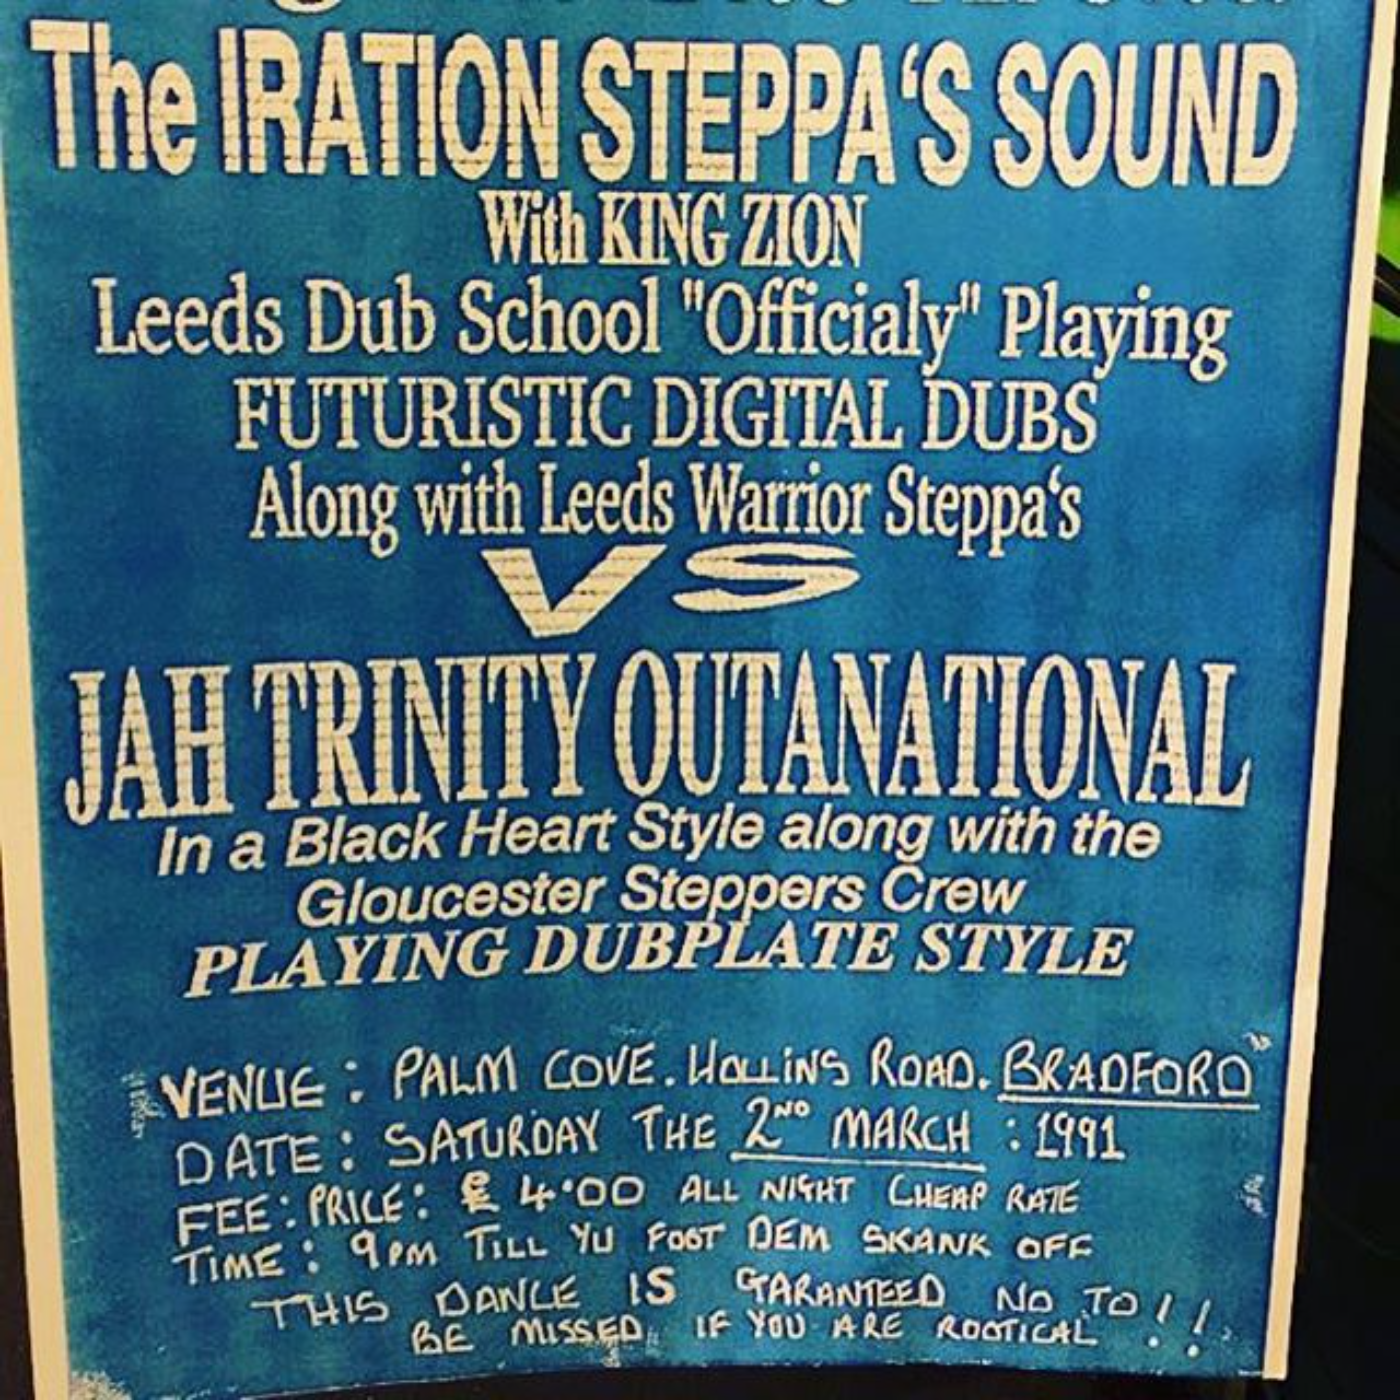 The IRATION STEPPA'S SOUND
With KING ZION
Leeds Dub School "Officialy" Playing
FUTURISTIC DIGITAL DUBS
Along with Leeds Warrior Steppa's
VS
JAH TRINITY OUTANATIONAL
In a Black Heart Style along with the
Gloucester Steppers Crew
PLAYING DUBPLATE STYLE
VENUE: PALM COVE. HOLLiNS ROAD. BRADFORD
DATE: SATURDAY THE 2ND MARCH : 1991
FEE: PRICE: £4.00 ALL NIGHT CHEAP RATE
TIME: 9PM TILL YU FOOT DEM SKANK OFF
THIS DANCE IS GARANTEED NO TO!!
BE MISSED, IF YOU ARE ROOTICAL